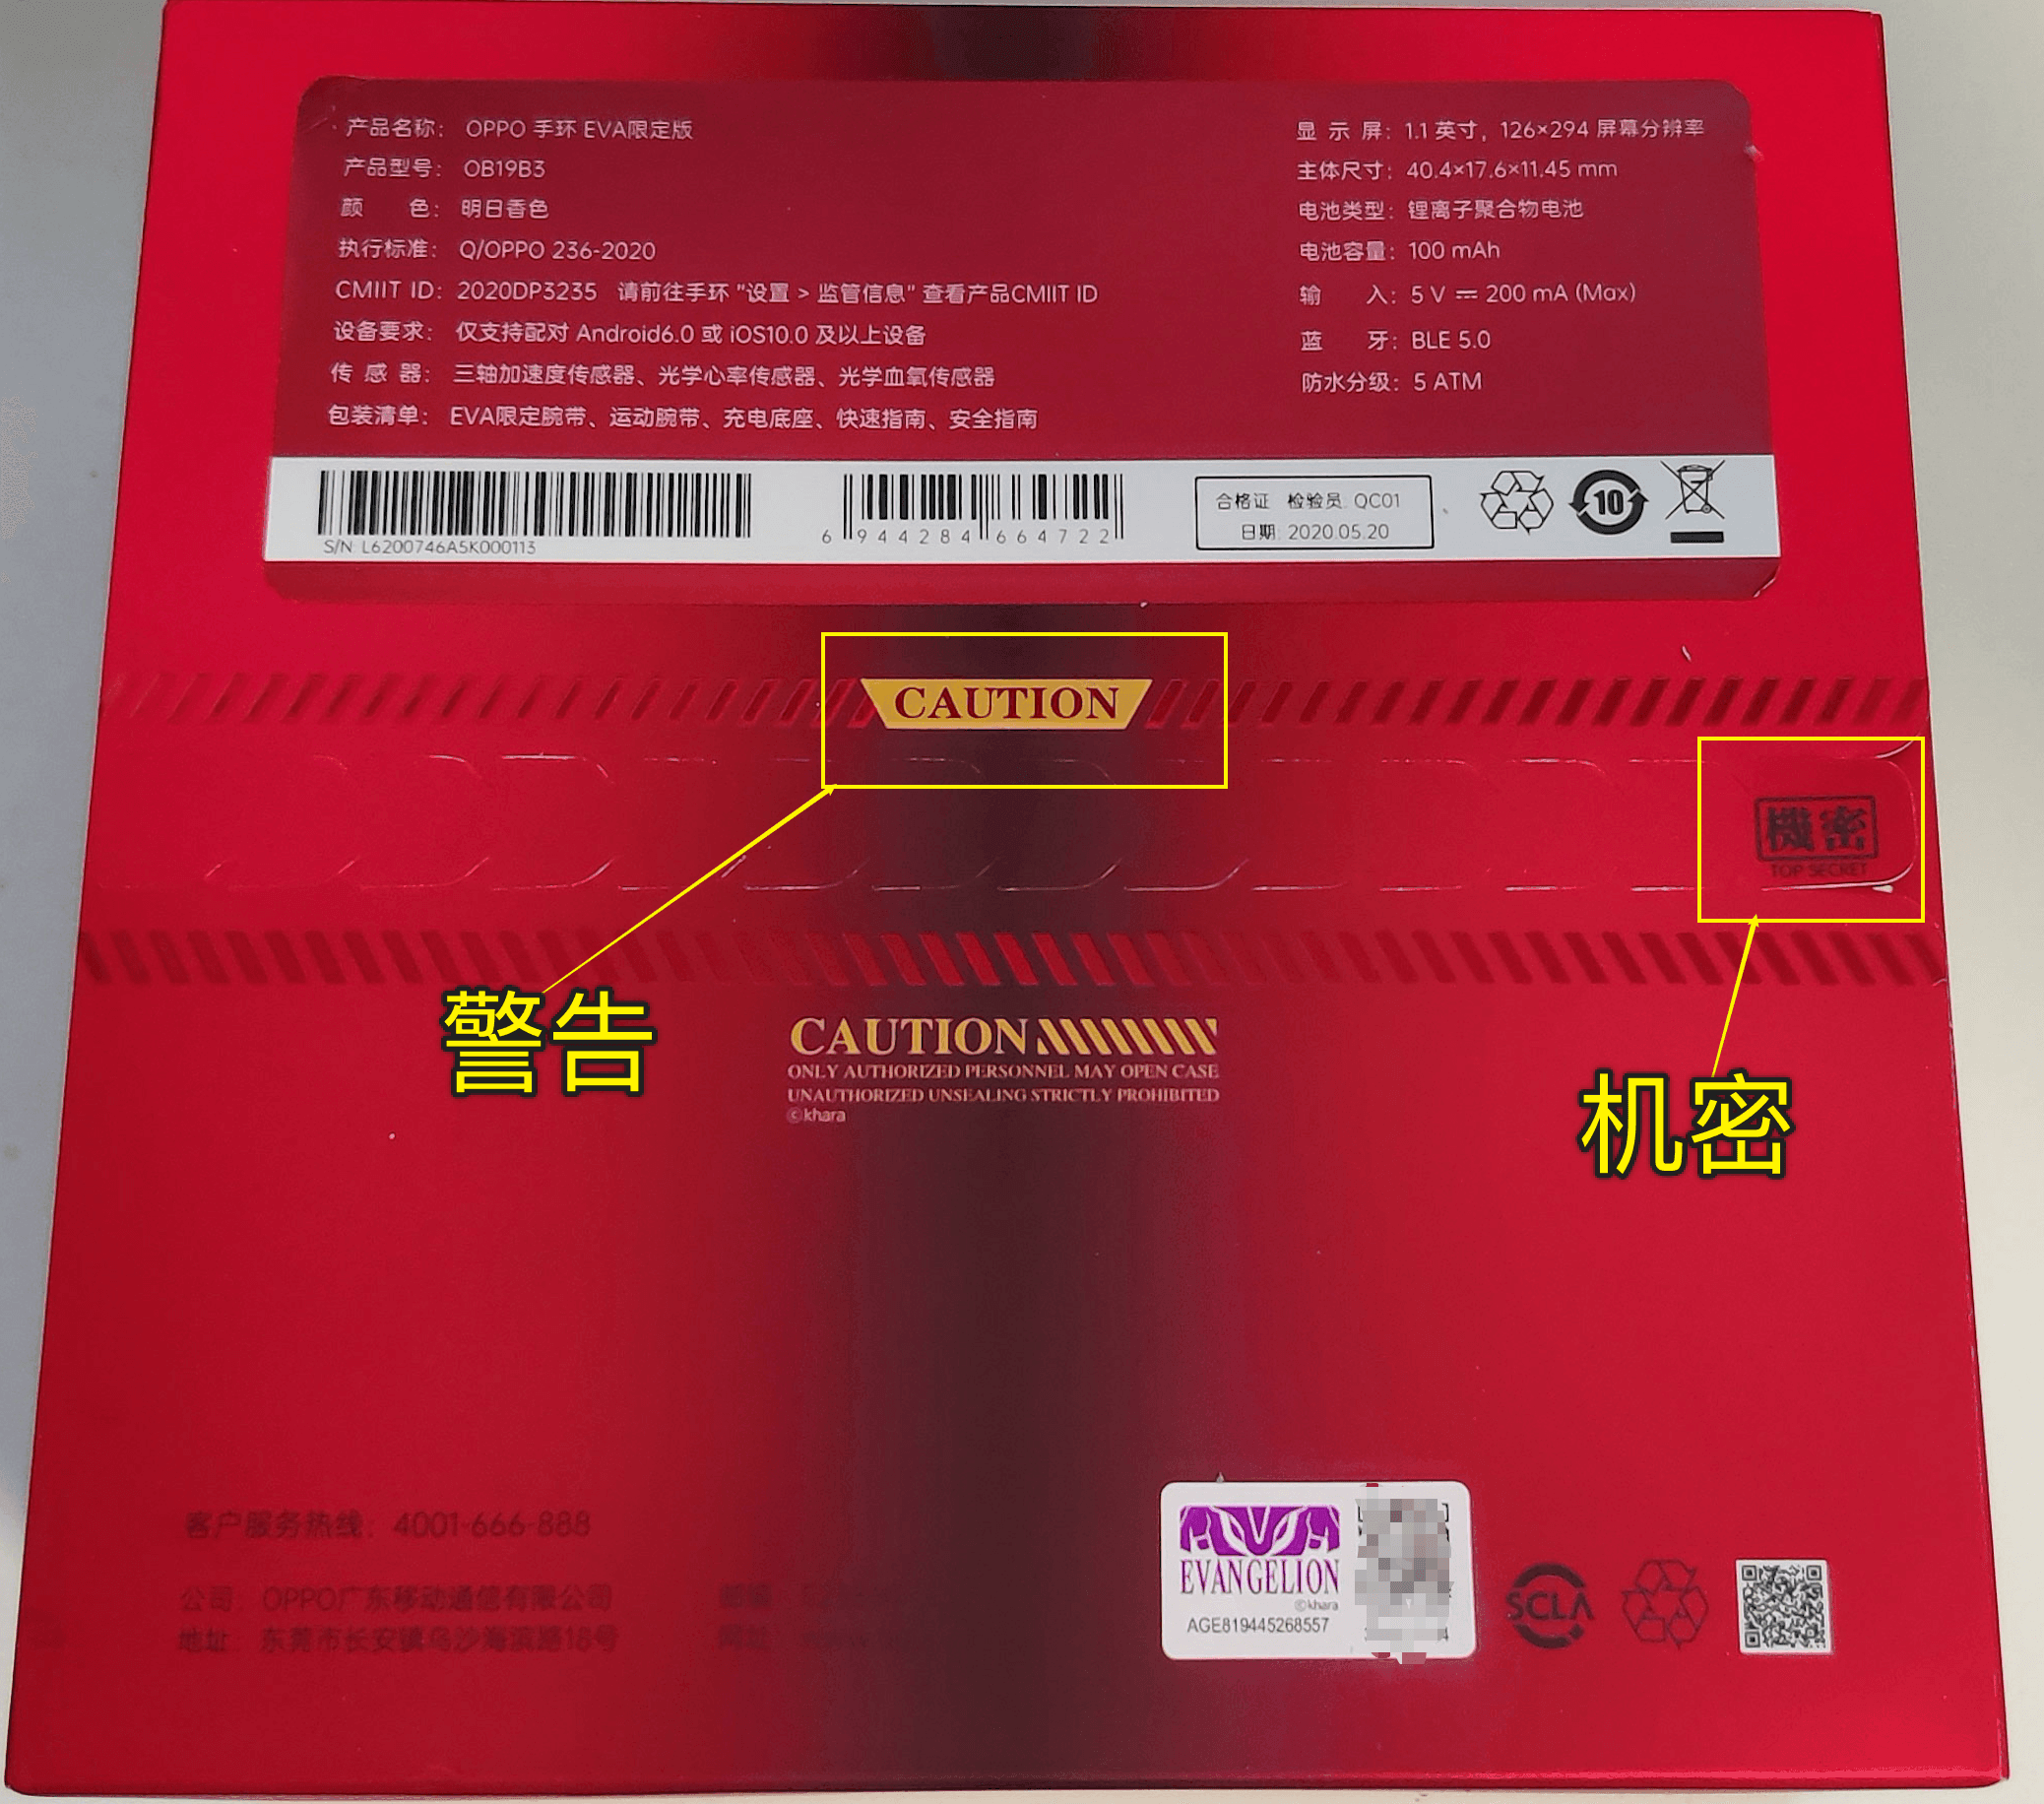 产品名称： OPPO 手环 EVA限定版
产品型号： OB19B3
颜 色： 明日香色
执行标准： Q/OPPO 236-2020
CMIIT ID： 2020DP3235 请前往手环 "设置 > 监管信息" 查看产品CMIIT ID
设备要求： 仅支持配对 Android6.0 或 iOS10.0 及以上设备
传 感 器： 三轴加速度传感器、光学心率传感器、光学血氧传感器
包装清单： EVA限定腕带、运动腕带、充电底座、快速指南、安全指南
显 示 屏： 1.1 英寸，126×294 屏幕分辨率
主体尺寸： 40.4×17.6×11.45 mm
电池类型： 锂离子聚合物电池
电池容量： 100 mAh
输 入： 5 V ⎓ 200 mA (Max)
蓝 牙： BLE 5.0
防水分级： 5 ATM
S/N: L6200746A5K000113
6 944284 664722
合格证 检验员: QC01
日期: 2020.05.20
10
CAUTION
機密
TOP SECRET
警告
机密
CAUTION
ONLY AUTHORIZED PERSONNEL MAY OPEN CASE
UNAUTHORIZED UNSEALING STRICTLY PROHIBITED
©khara
客户服务热线：4001-666-888
公司： OPPO广东移动通信有限公司
地址： 东莞市长安镇乌沙海滨路18号
EVA
EVANGELION
©khara
AGE819445268557
SCLA